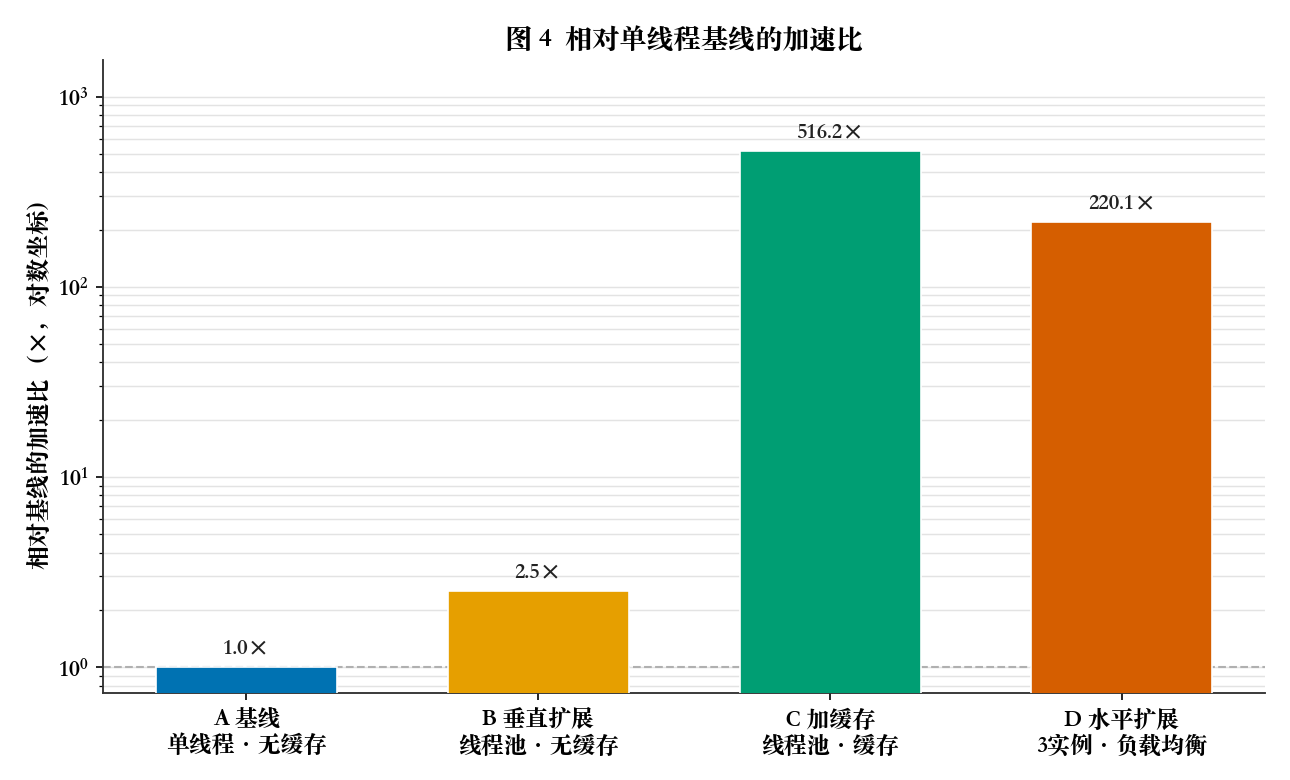 图 4 相对单线程基线的加速比
相对基线的加速比（×，对数坐标）
10³
10²
10¹
10⁰
1.0×
2.5×
516.2×
220.1×
A 基线
单线程 · 无缓存
B 垂直扩展
线程池 · 无缓存
C 加缓存
线程池 · 缓存
D 水平扩展
3实例 · 负载均衡